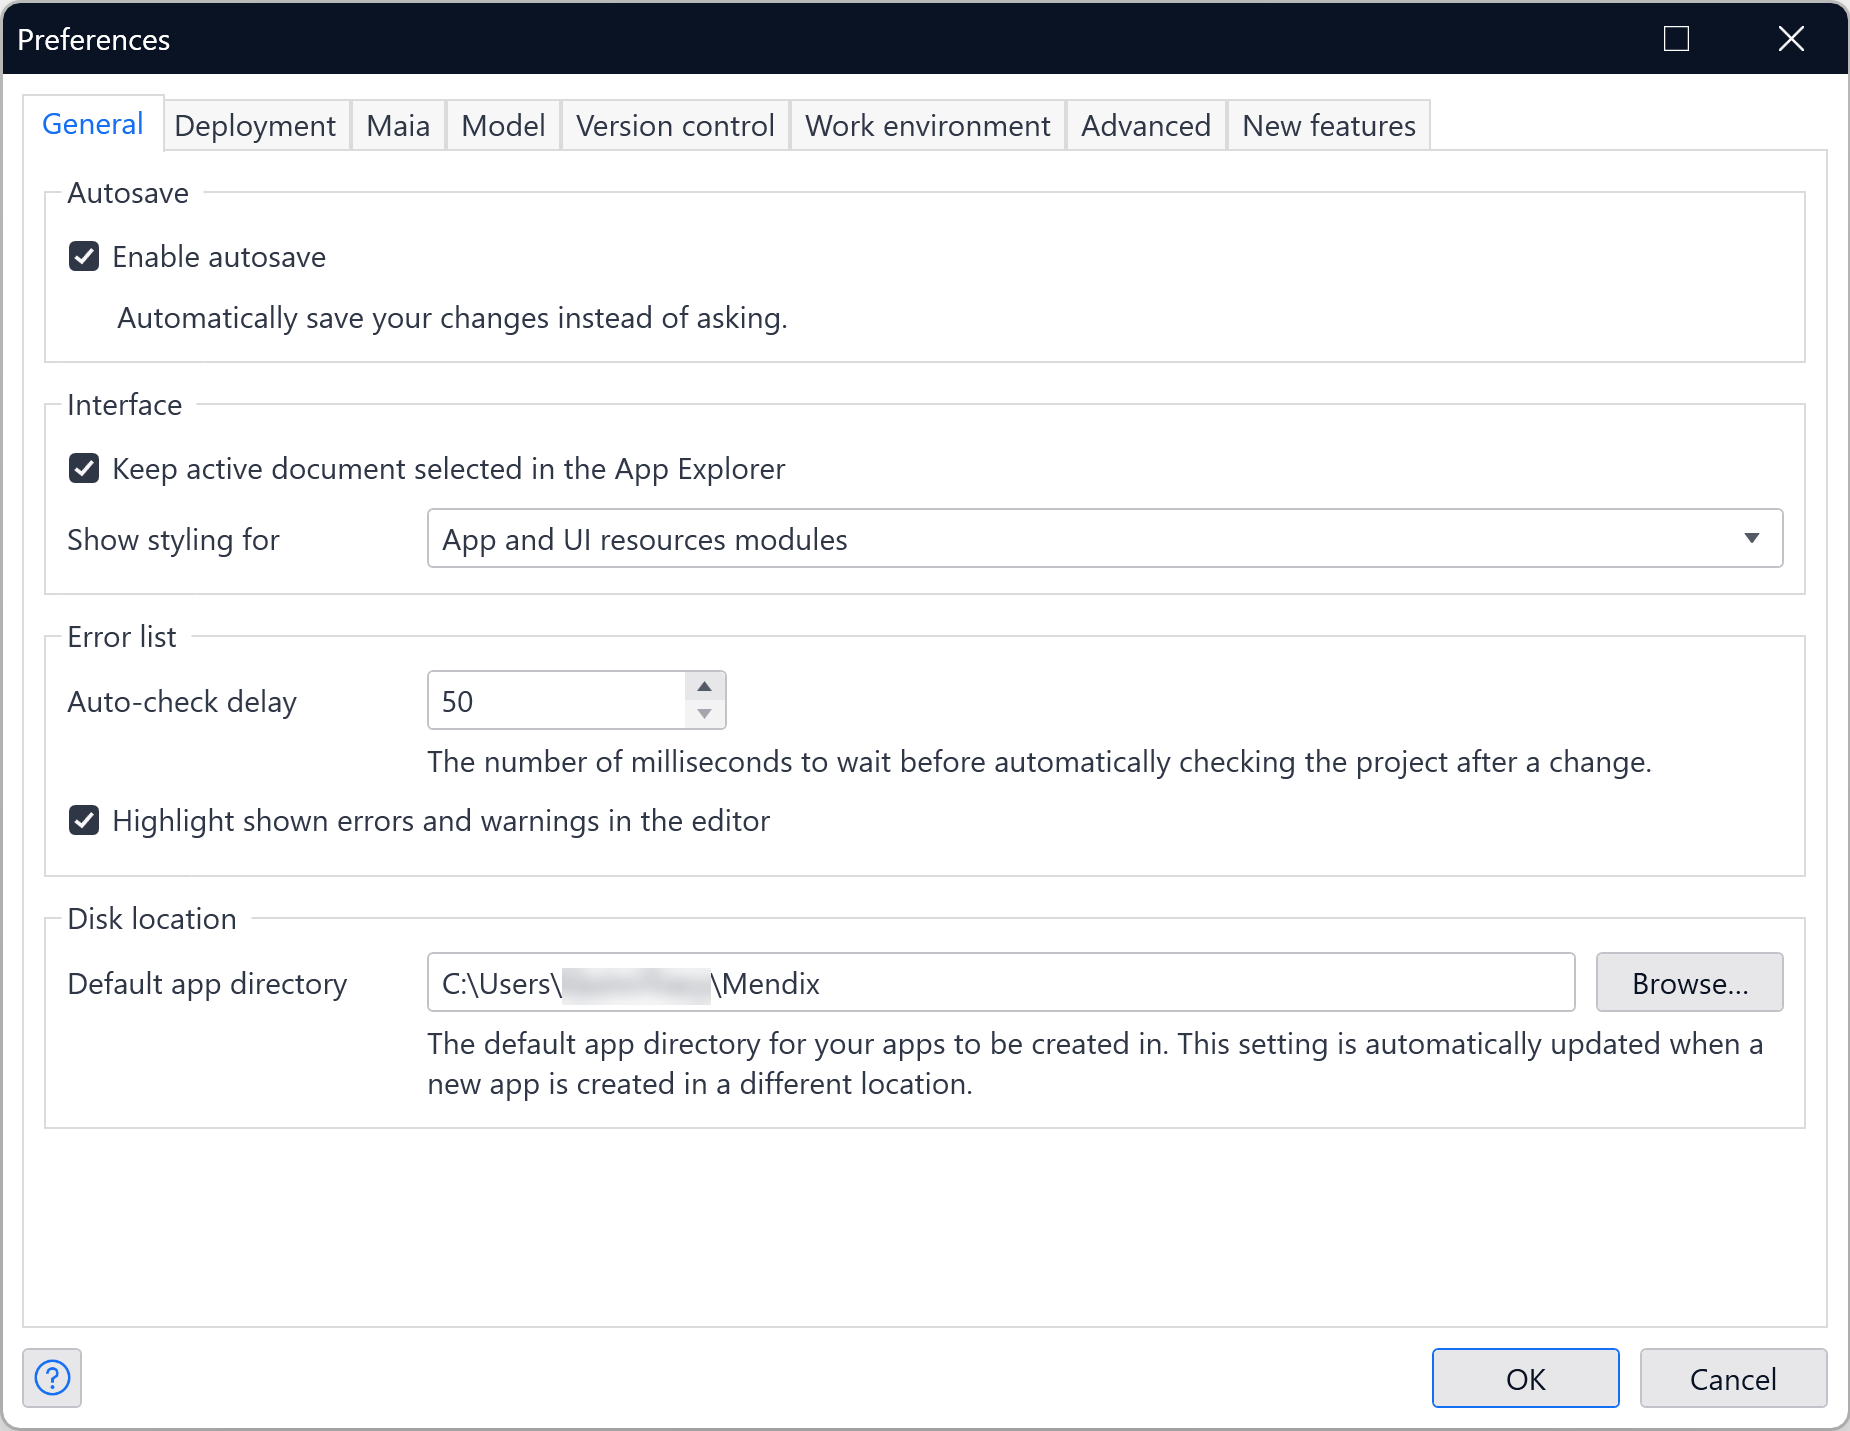 Preferences
General Deployment Maia Model Version control Work environment Advanced New features
Autosave
Enable autosave
Automatically save your changes instead of asking.
Interface
Keep active document selected in the App Explorer
Show styling for App and UI resources modules
Error list
Auto-check delay 50
The number of milliseconds to wait before automatically checking the project after a change.
Highlight shown errors and warnings in the editor
Disk location
Default app directory C:\Users\ \Mendix Browse...
The default app directory for your apps to be created in. This setting is automatically updated when a
new app is created in a different location.
? OK Cancel